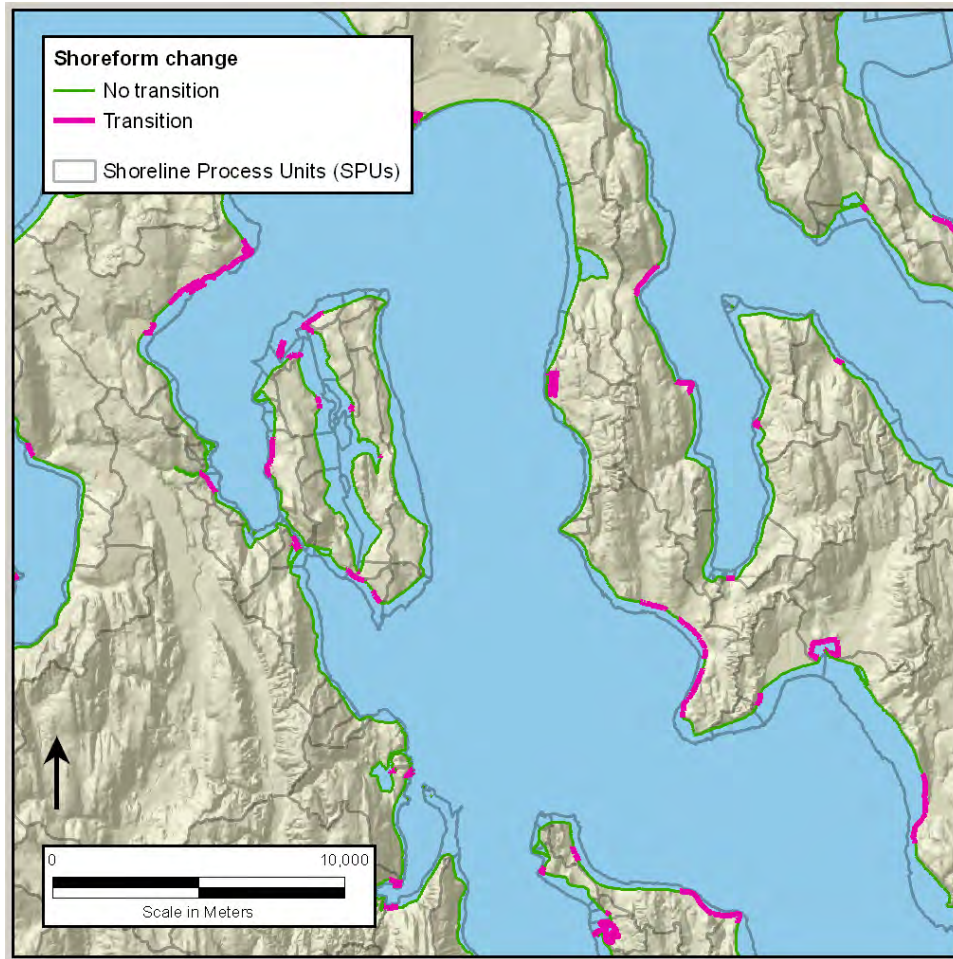 Shoreform change
No transition
Transition
Shoreline Process Units (SPUs)
0 10,000
Scale in Meters